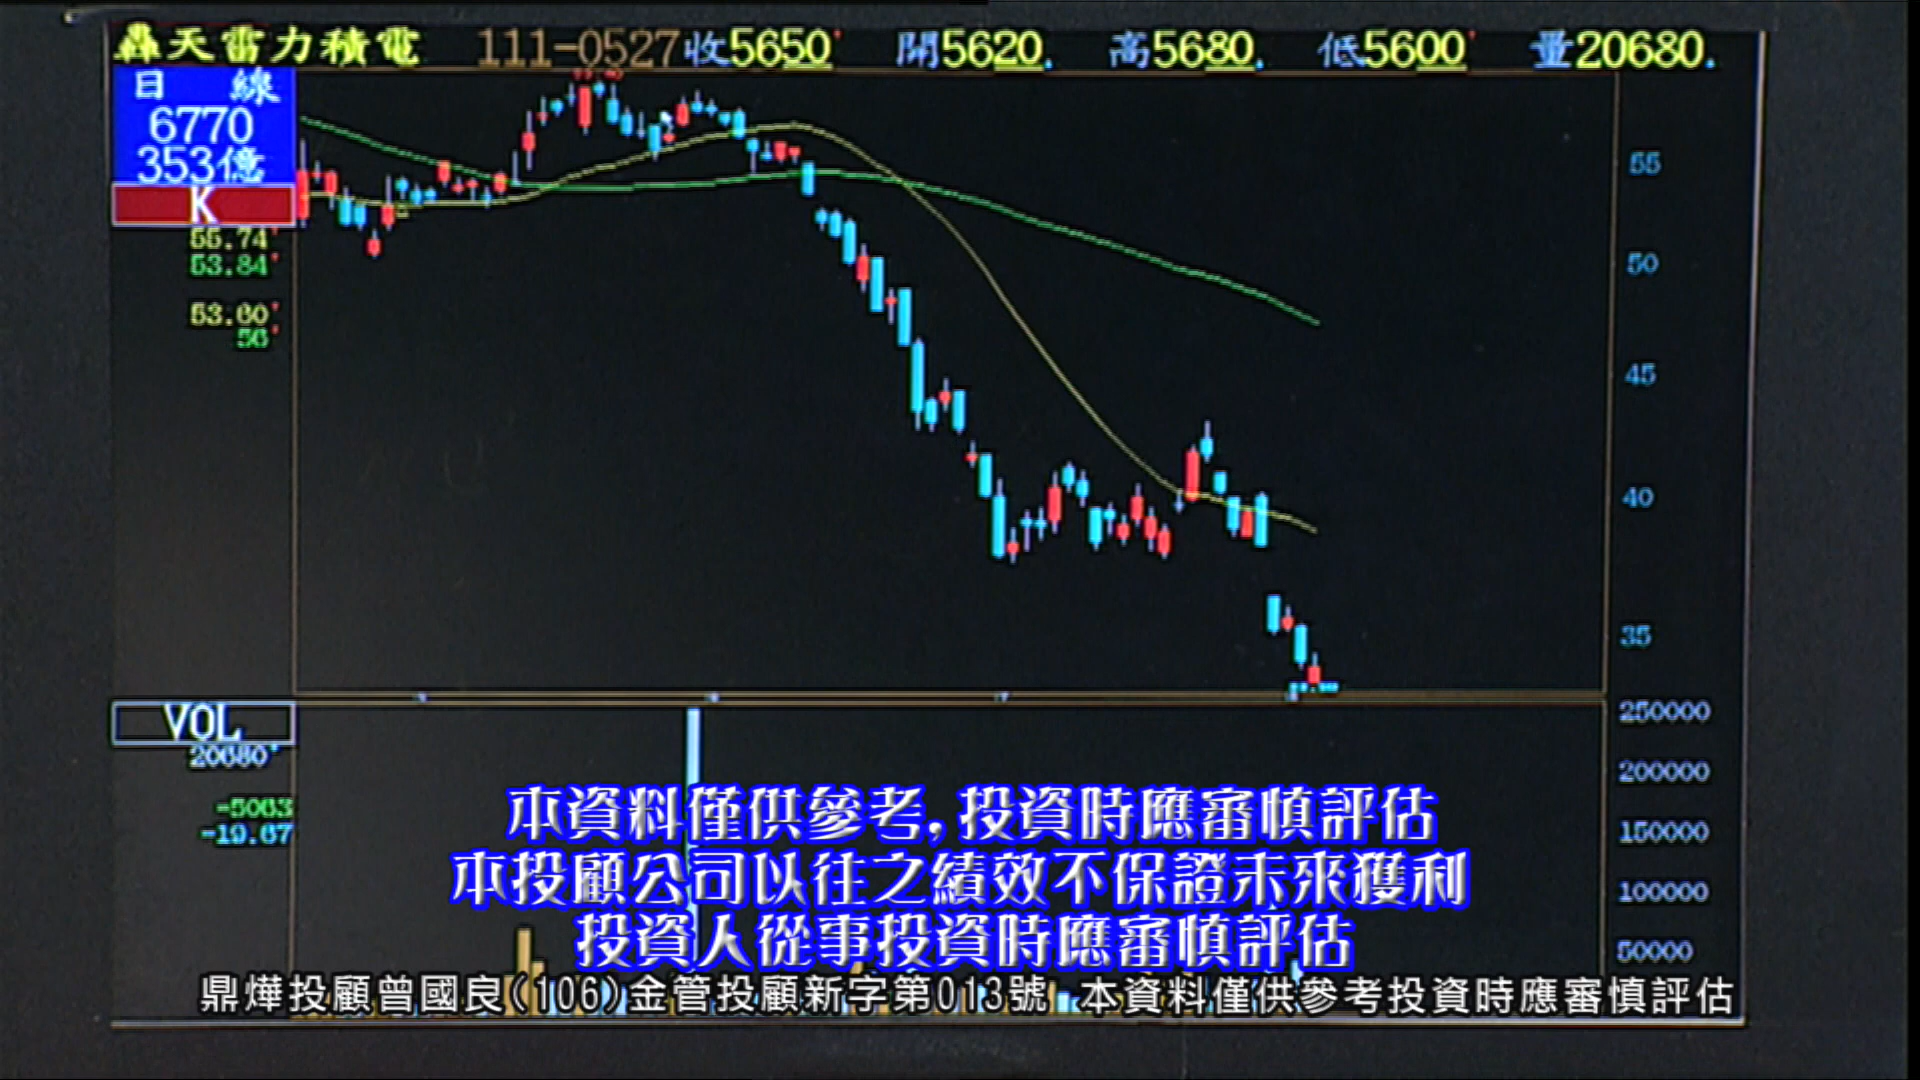 轟天雷力積電 111-0527收5650 開5620. 高5680. 低5600 量20680.
日 線
6770
353億
K
55.74
53.84
53.60
56
55
50
45
40
35
VOL
20680
-5063
-19.67
250000
200000
150000
100000
50000
本資料僅供參考,投資時應審慎評估
本投顧公司以往之績效不保證未來獲利
投資人從事投資時應審慎評估
鼎燁投顧曾國良(106)金管投顧新字第013號 本資料僅供參考投資時應審慎評估